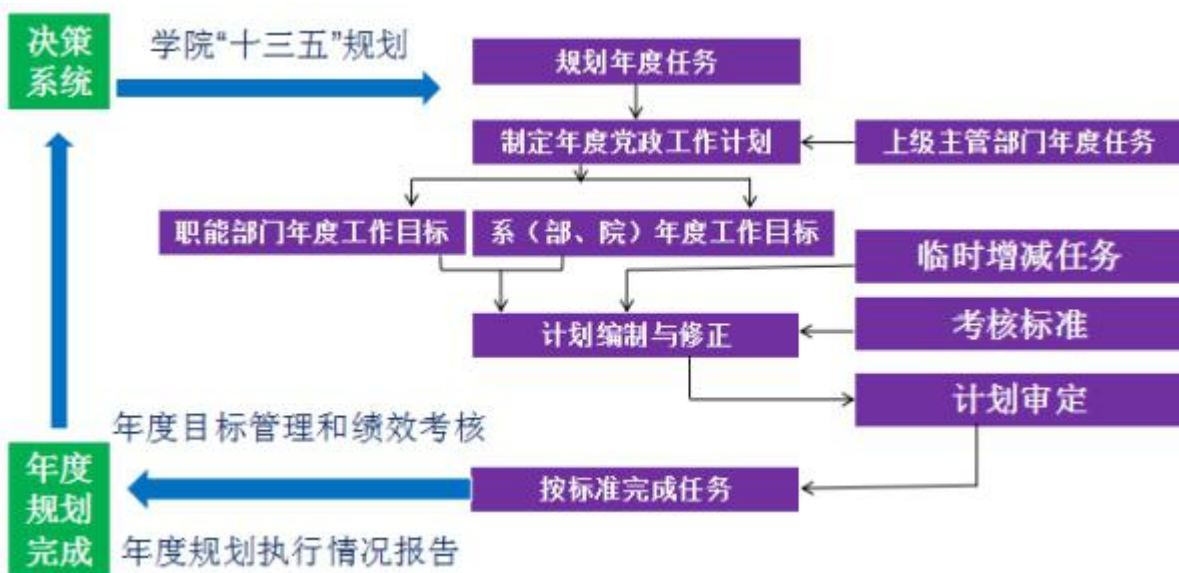 决策
系统
学院“十三五”规划
规划年度任务
制定年度党政工作计划
上级主管部门年度任务
职能部门年度工作目标
系（部、院）年度工作目标
临时增减任务
计划编制与修正
考核标准
计划审定
年度目标管理和绩效考核
年度
规划
完成
按标准完成任务
年度规划执行情况报告